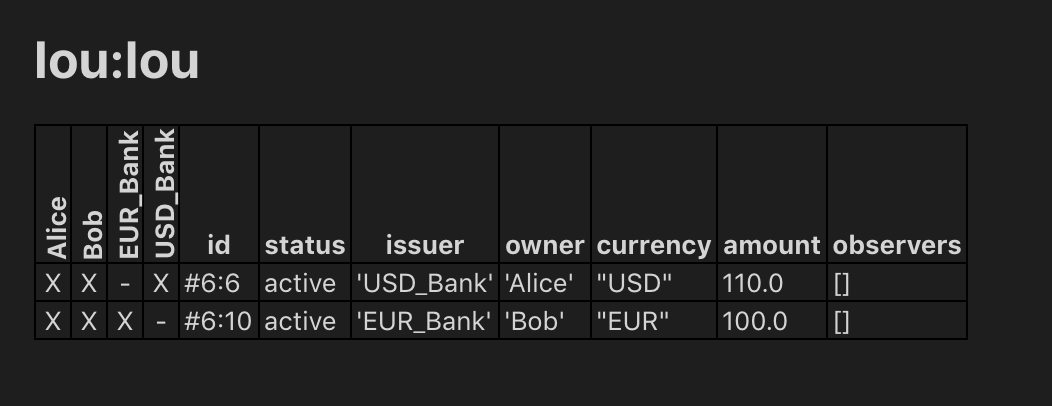 lou:lou
Alice Bob EUR_Bank USD_Bank id status issuer owner currency amount observers
X X - X #6:6 active 'USD_Bank' 'Alice' "USD" 110.0 []
X X X - #6:10 active 'EUR_Bank' 'Bob' "EUR" 100.0 []